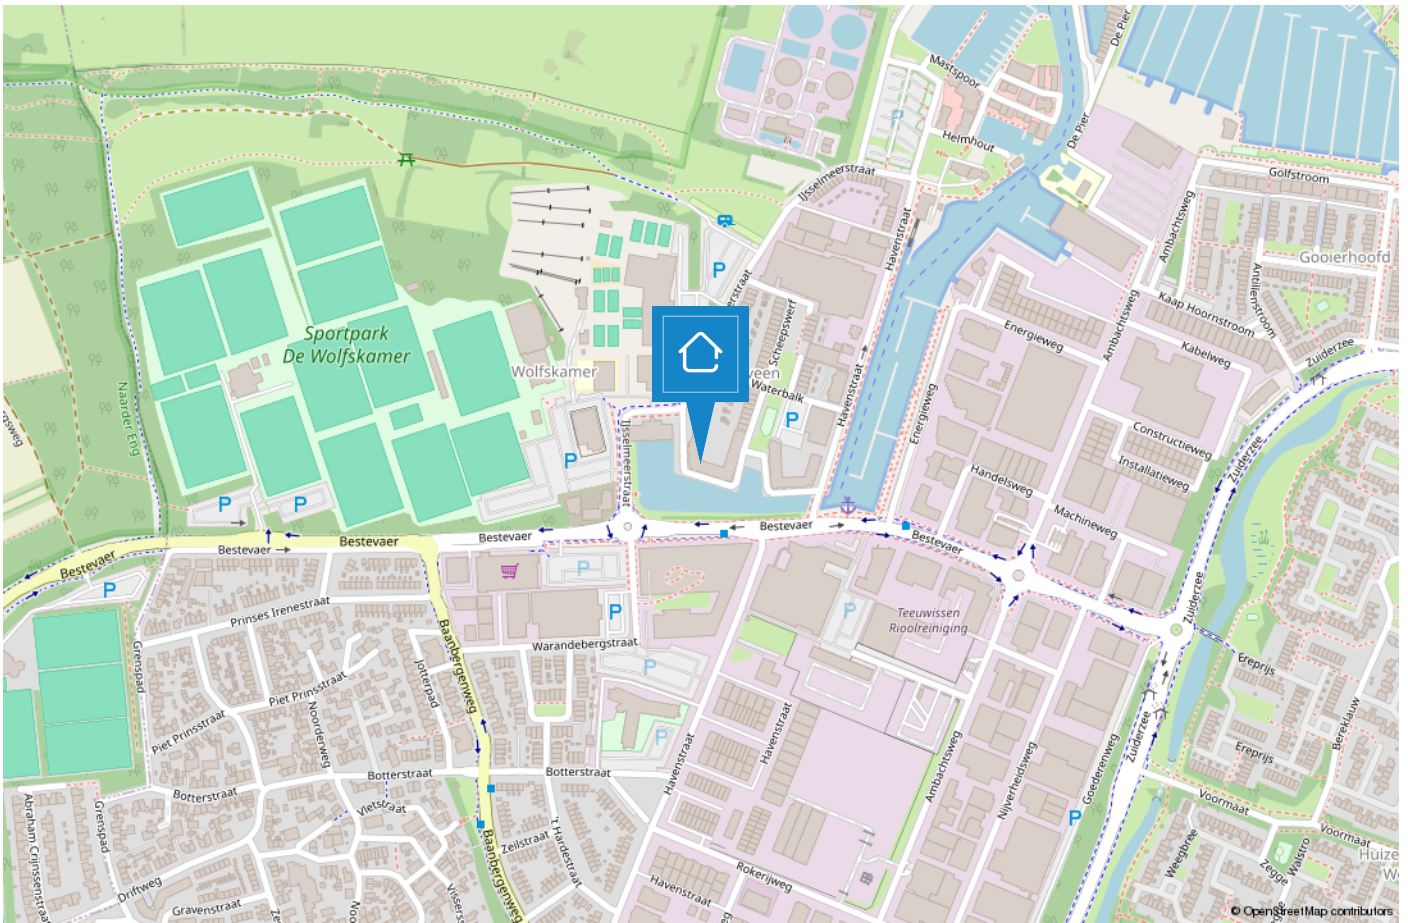 De Pier
Mastspoor
Helmhout
De Pier
IJsselmeerstraat
Golfstroom
Havenstraat
Ambachtsweg
Gooierhoofd
Antillenstroom
P
P
Kaap Hoornstroom
Sportpark
De Wolfskamer
Scheepswerf
Energieweg
Ambachtsweg
Kabelweg
Zuiderzee
Wolfskamer
Waterbalk
Havenstraat
Naarder Eng
Energieweg
P
IJsselmeerstraat
Constructieweg
Installatieweg
Zuiderzee
P
Handelsweg
P
P
Machineweg
Bestevaer
Bestevaer
Bestevaer
Bestevaer
Bestevaer
Bestevaer
P
P
Prinses Irenestraat
P
P
Teeuwissen
Rioolreiniging
Zuiderzee
Baanbergenweg
Warandebergstraat
Grenspad
Jotterpad
P
Ereprijs
Piet Prinsstraat
Piet Prinsstraat
Noorderweg
P
Havenstraat
Havenstraat
Ambachtsweg
Nijverheidsweg
Goederenweg
Zuiderzee
Bereklauw
Ereprijs
Botterstraat
Botterstraat
Botterstraat
Vletstraat
Abraham Crijnssenstraat
Grenspad
Zeilstraat
't Hardestraat
Baanbergenweg
P
Voormaat
Voormaat
Weegbree
Walstro
Zegge
Rokerijweg
Havenstraat
Driftweg
Gravenstraat
© OpenStreetMap contributors